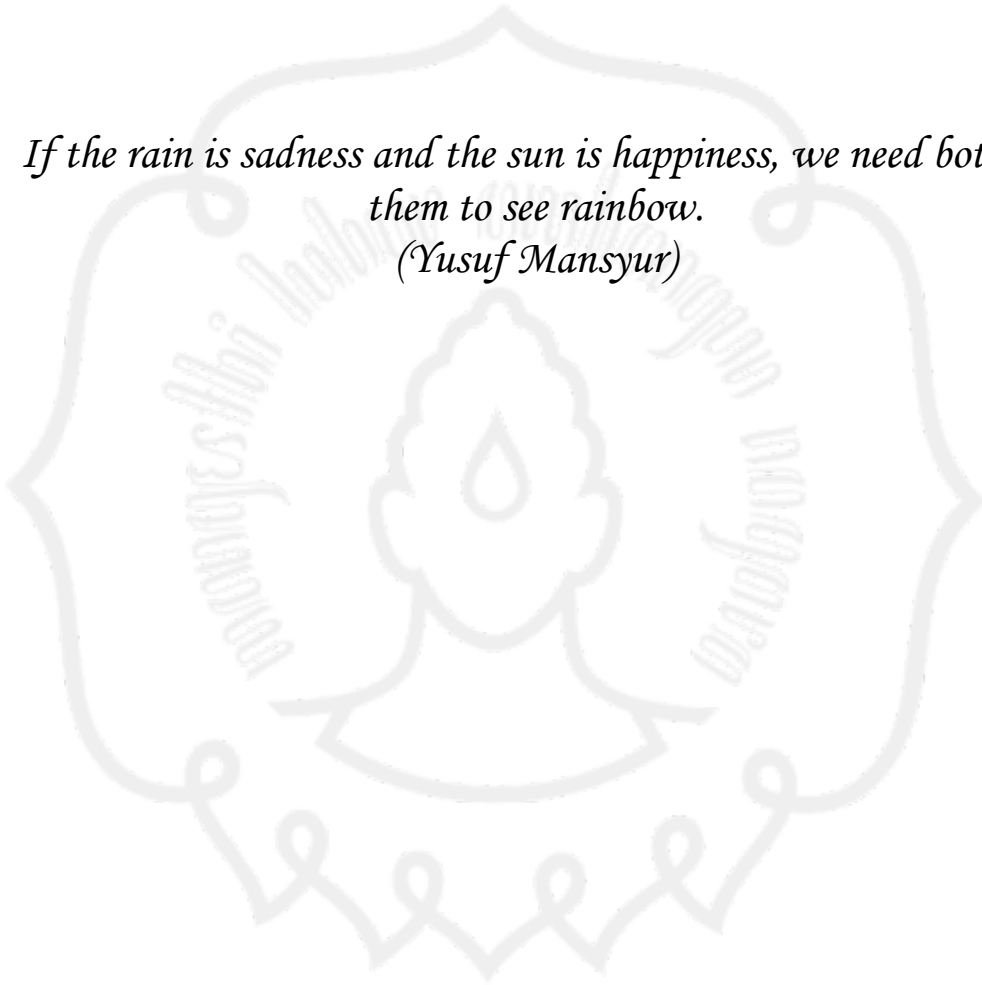 If the rain is sadness and the sun is happiness, we need bot
them to see rainbow.
(Yusuf Mansyur)